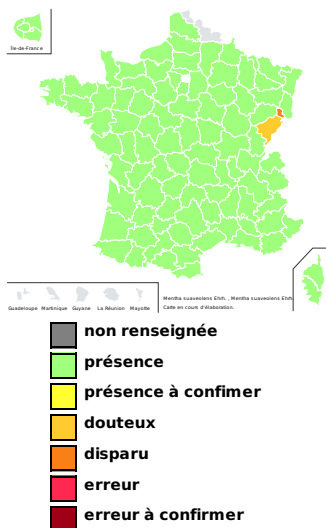 Île-de-France
Guadeloupe Martinique Guyane La Réunion Mayotte
Mentha suaveolens Ehrh. , Mentha suaveolens Ehrh
Carte en cours d'élaboration.
non renseignée
présence
présence à confimer
douteux
disparu
erreur
erreur à confirmer